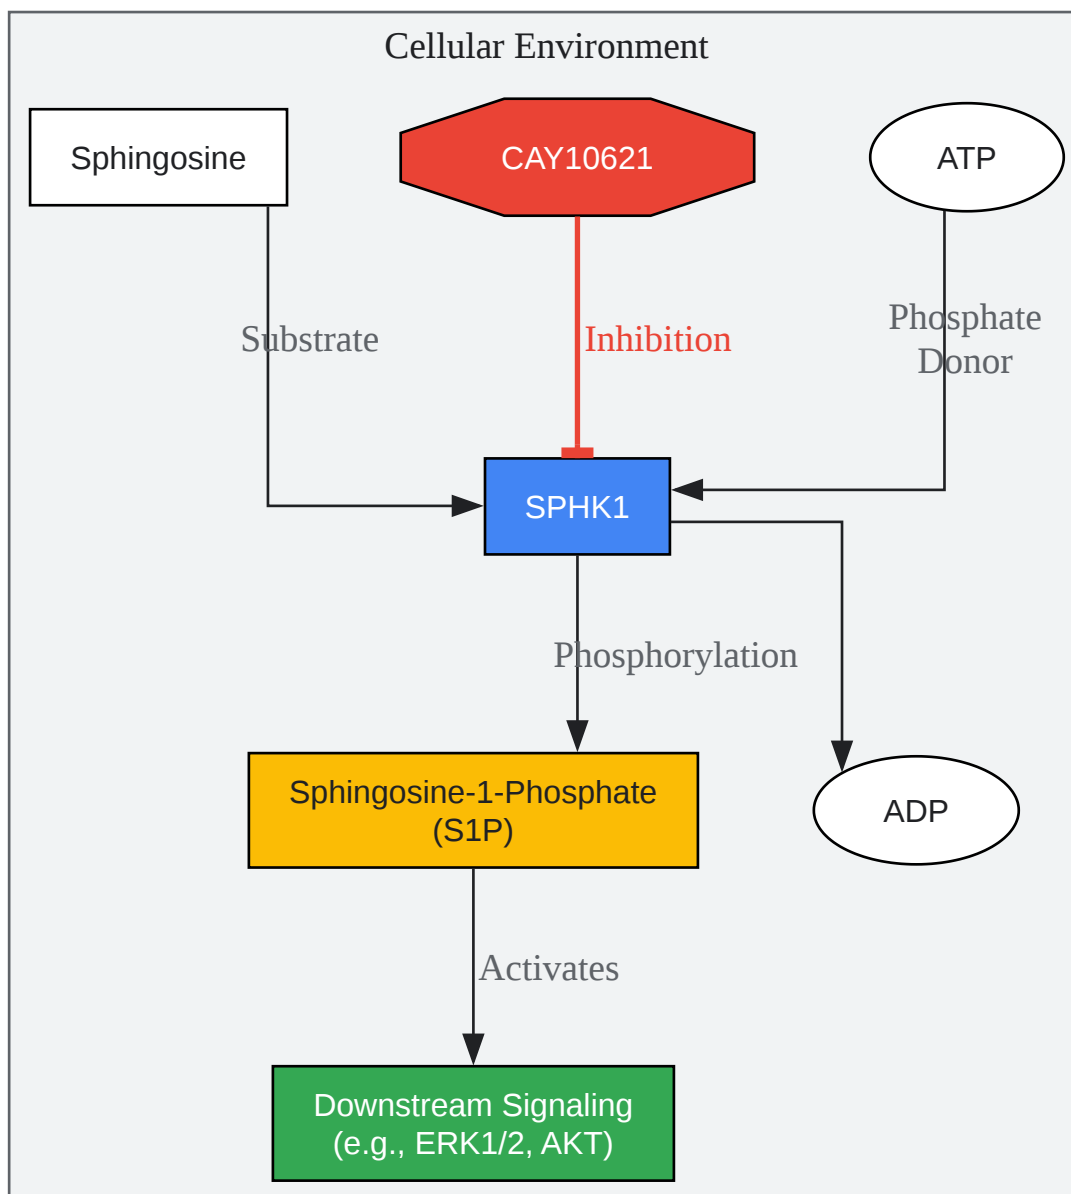 Cellular Environment
Sphingosine
CAY10621
ATP
Substrate
Inhibition
Phosphate
Donor
SPHK1
Phosphorylation
Sphingosine-1-Phosphate
(S1P)
ADP
Activates
Downstream Signaling
(e.g., ERK1/2, AKT)